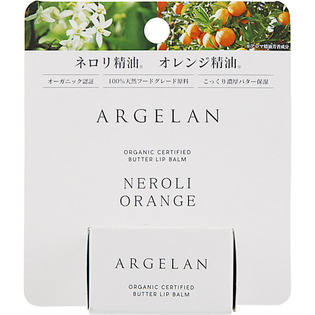 ネロリ精油。 オレンジ精油。
オーガニック認証 100%天然フードグレード原料 こっくり濃厚バター保湿
ARGELAN
ORGANIC CERTIFIED
BUTTER LIP BALM
NEROLI
ORANGE
ARGELAN
ORGANIC CERTIFIED
BUTTER LIP BALM